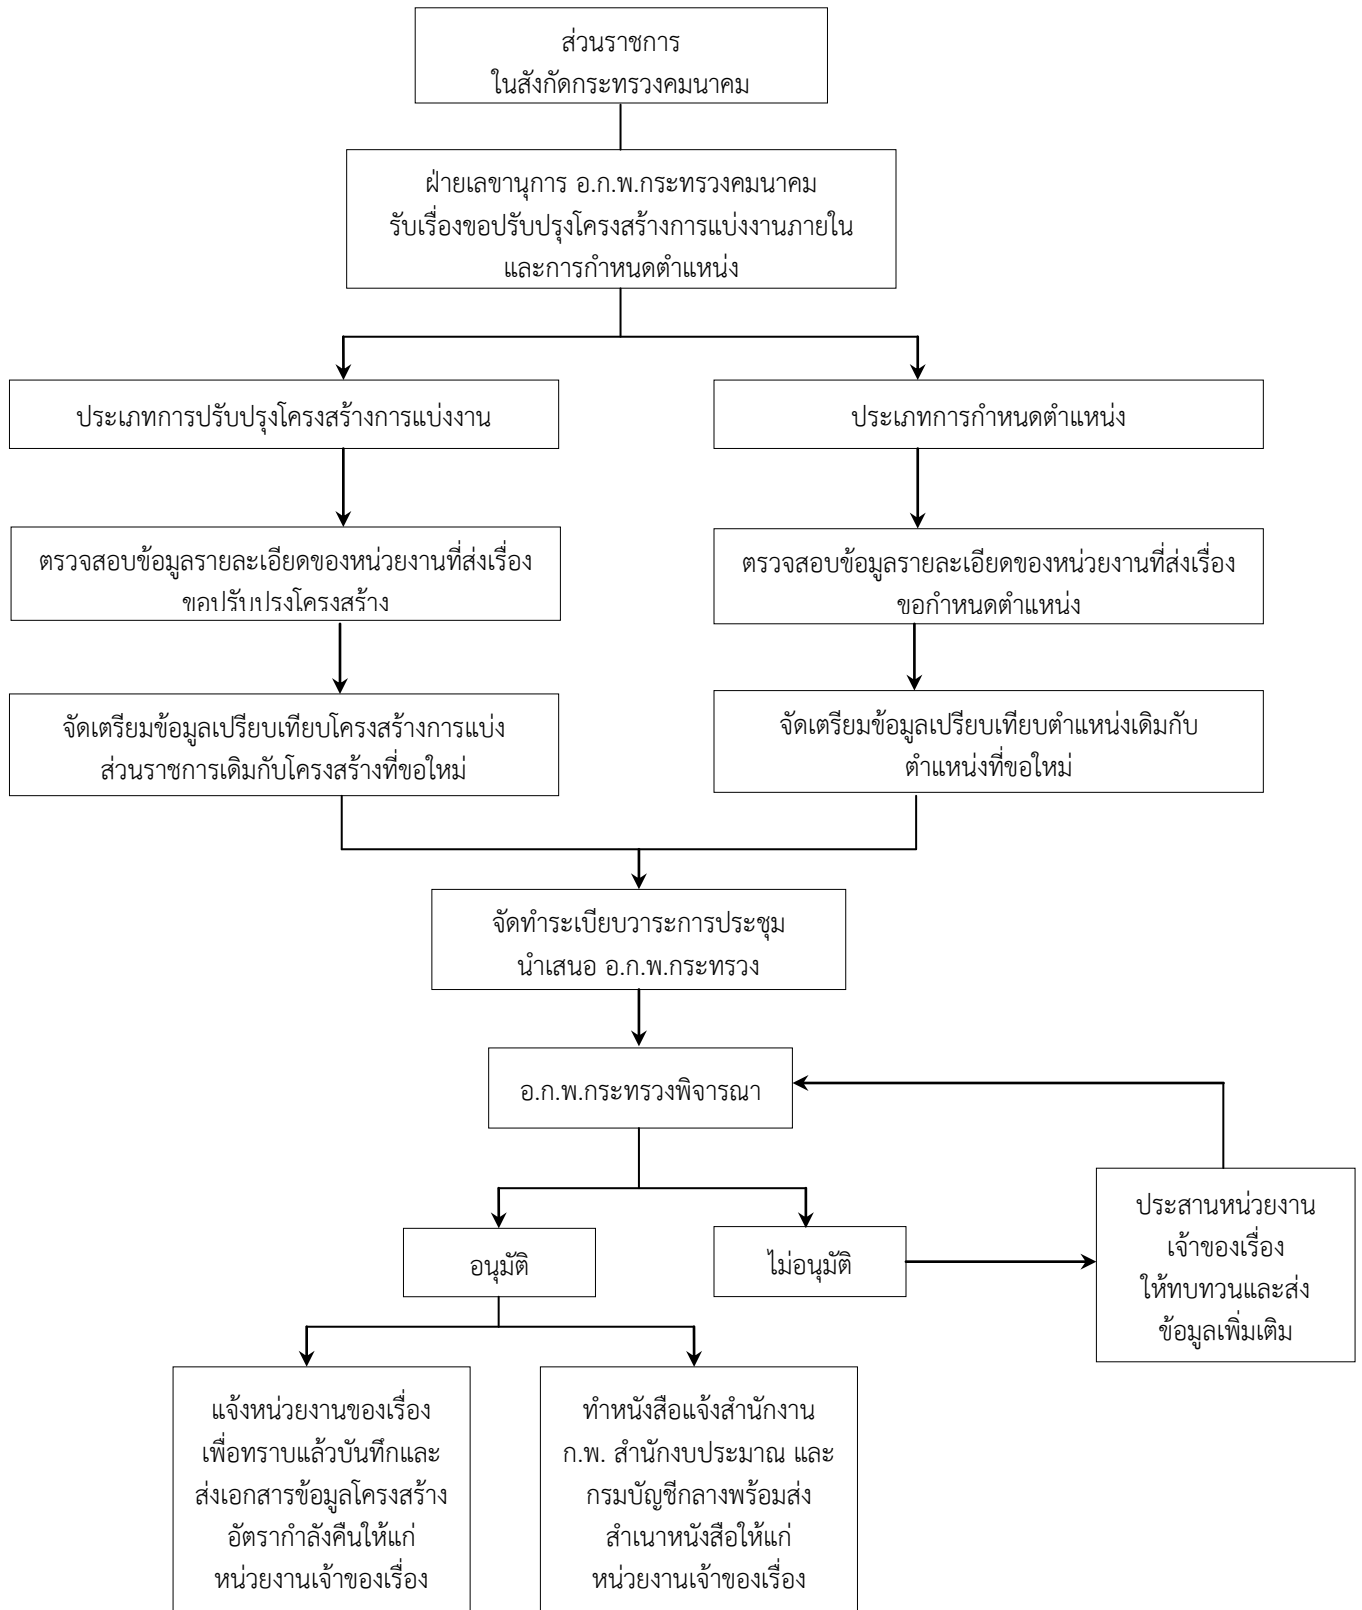 ส่วนราชการ
ในสังกัดกระทรวงคมนาคม
ฝ่ายเลขานุการ อ.ก.พ.กระทรวงคมนาคม
รับเรื่องขอปรับปรุงโครงสร้างการแบ่งงานภายใน
และการกำหนดตำแหน่ง
ประเภทการปรับปรุงโครงสร้างการแบ่งงาน
ประเภทการกำหนดตำแหน่ง
ตรวจสอบข้อมูลรายละเอียดของหน่วยงานที่ส่งเรื่อง
ขอปรับปรุงโครงสร้าง
ตรวจสอบข้อมูลรายละเอียดของหน่วยงานที่ส่งเรื่อง
ขอกำหนดตำแหน่ง
จัดเตรียมข้อมูลเปรียบเทียบโครงสร้างการแบ่ง
ส่วนราชการเดิมกับโครงสร้างที่ขอใหม่
จัดเตรียมข้อมูลเปรียบเทียบตำแหน่งเดิมกับ
ตำแหน่งที่ขอใหม่
จัดทำระเบียบวาระการประชุม
นำเสนอ อ.ก.พ.กระทรวง
อ.ก.พ.กระทรวงพิจารณา
อนุมัติ
ไม่อนุมัติ
ประสานหน่วยงาน
เจ้าของเรื่อง
ให้ทบทวนและส่ง
ข้อมูลเพิ่มเติม
แจ้งหน่วยงานของเรื่อง
เพื่อทราบแล้วบันทึกและ
ส่งเอกสารข้อมูลโครงสร้าง
อัตรากำลังคืนให้แก่
หน่วยงานเจ้าของเรื่อง
ทำหนังสือแจ้งสำนักงาน
ก.พ. สำนักงบประมาณ และ
กรมบัญชีกลางพร้อมส่ง
สำเนาหนังสือให้แก่
หน่วยงานเจ้าของเรื่อง